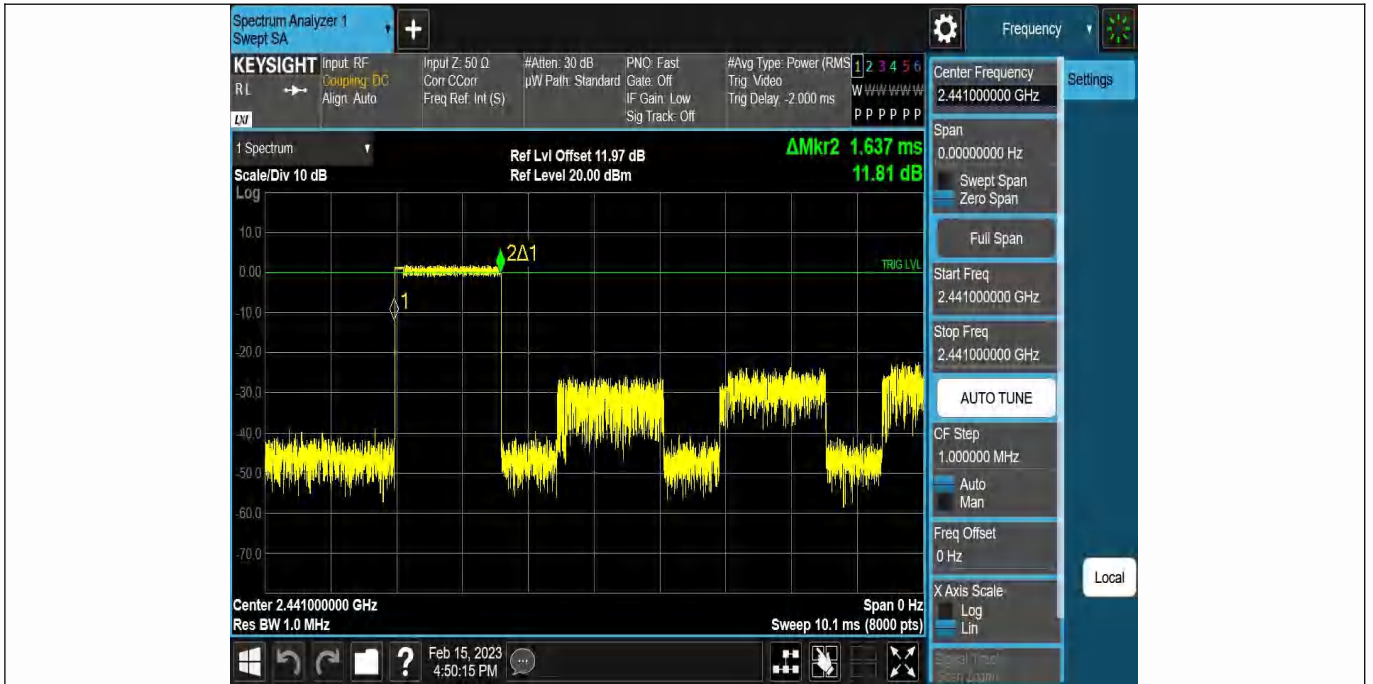 Spectrum Analyzer 1
Swept SA
Frequency
KEYSIGHT
RL
LXI
Input: RF
Coupling: DC
Align: Auto
Input Z: 50 Ω
Corr CCorr
Freq Ref: Int (S)
#Atten: 30 dB
µW Path: Standard
PNO: Fast
Gate: Off
IF Gain: Low
Sig Track: Off
#Avg Type: Power (RMS
Trig: Video
Trig Delay: -2.000 ms
1 2 3 4 5 6
W W W W W W
P P P P P P
Settings
1 Spectrum
Scale/Div 10 dB
Ref Lvl Offset 11.97 dB
Ref Level 20.00 dBm
ΔMkr2 1.637 ms
11.81 dB
Log
10.0
0.00
-10.0
-20.0
-30.0
-40.0
-50.0
-60.0
-70.0
2Δ1
1
TRIG LVL
Center 2.441000000 GHz
Res BW 1.0 MHz
Span 0 Hz
Sweep 10.1 ms (8000 pts)
Center Frequency
2.441000000 GHz
Span
0.00000000 Hz
Swept Span
Zero Span
Full Span
Start Freq
2.441000000 GHz
Stop Freq
2.441000000 GHz
AUTO TUNE
CF Step
1.000000 MHz
Auto
Man
Freq Offset
0 Hz
X Axis Scale
Log
Lin
Signal Track
Local
Feb 15, 2023
4:50:15 PM